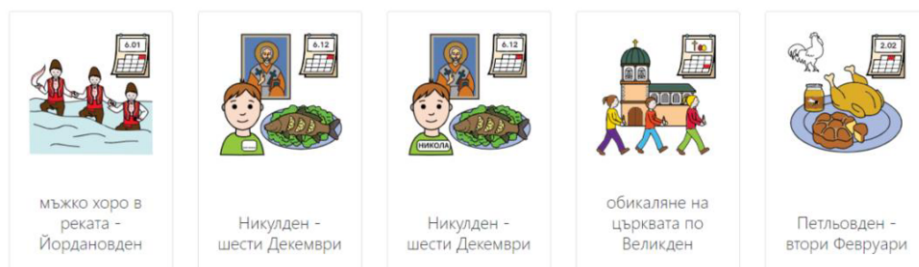 6.01
6.12
6.12
2.02
НИКОЛА
мъжко хоро в
реката -
Йордановден
Никулден -
шести Декември
Никулден -
шести Декември
обикаляне на
църквата по
Великден
Петльовден -
втори Февруари